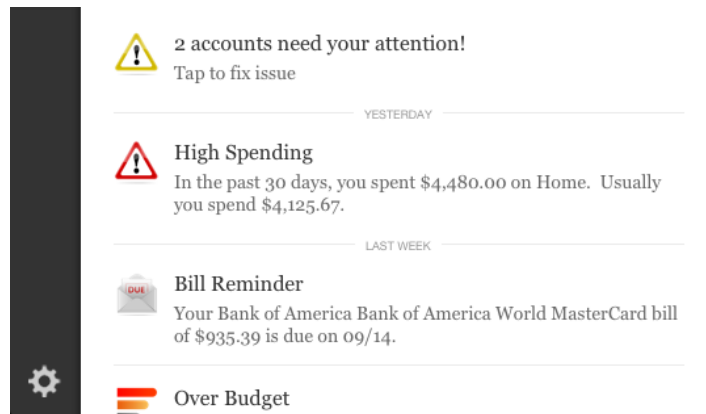 2 accounts need your attention!
Tap to fix issue
YESTERDAY
High Spending
In the past 30 days, you spent $4,480.00 on Home.  Usually
you spend $4,125.67.
LAST WEEK
DUE
Bill Reminder
Your Bank of America Bank of America World MasterCard bill
of $935.39 is due on 09/14.
Over Budget